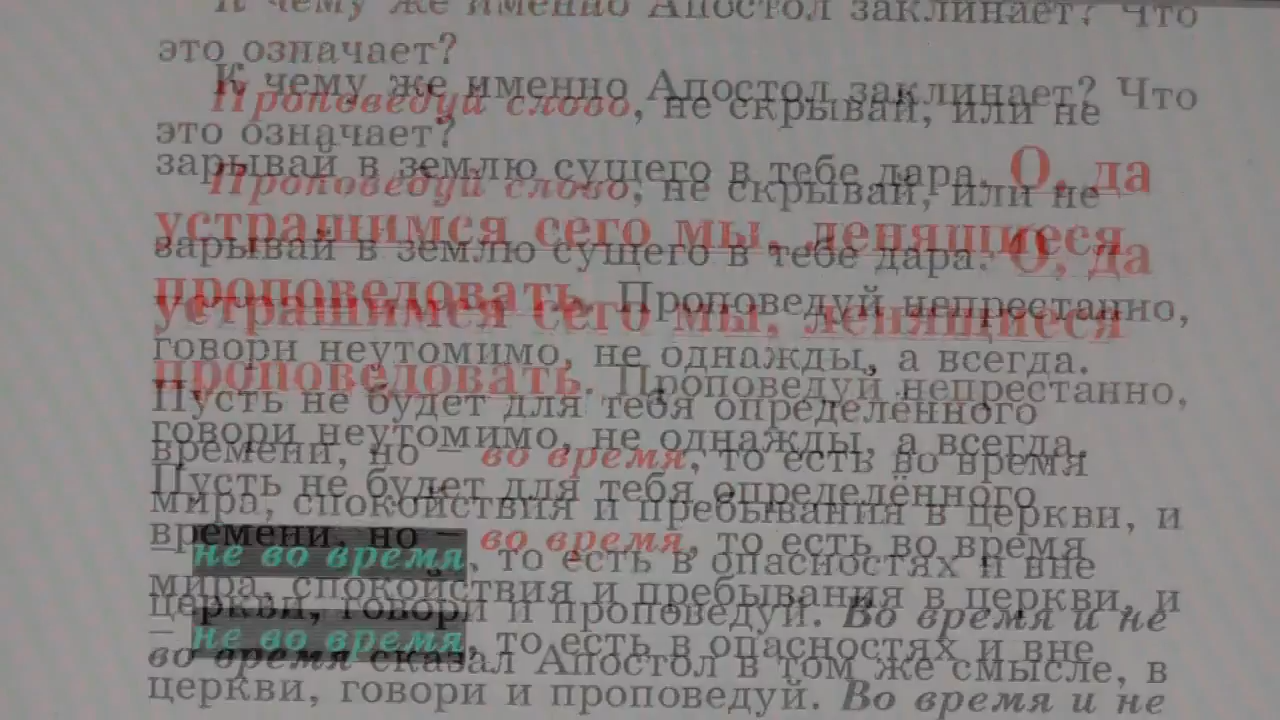 К чему же именно Апостол заклинает? Что
это означает?
К чему же именно Апостол заклинает? Что
Проповедуй слово, не скрывай, или не
это означает?
зарывай в землю сущего в тебе дара. О, да
Проповедуй слово, не скрывай, или не
устрашимся сего мы, ленящиеся
зарывай в землю сущего в тебе дара. О, да
проповедовать. Проповедуй непрестанно,
устрашимся сего мы, ленящиеся
говори неутомимо, не однажды, а всегда.
проповедовать. Проповедуй непрестанно,
Пусть не будет для тебя определённого
говори неутомимо, не однажды, а всегда.
времени, но – во время, то есть во время
Пусть не будет для тебя определённого
мира, спокойствия и пребывания в церкви, и
времени, но – во время, то есть во время
– не во время, то есть в опасностях и вне
мира, спокойствия и пребывания в церкви, и
церкви, говори и проповедуй. Во время и не
– не во время, то есть в опасностях и вне
во время сказал Апостол в том же смысле, в
церкви, говори и проповедуй. Во время и не